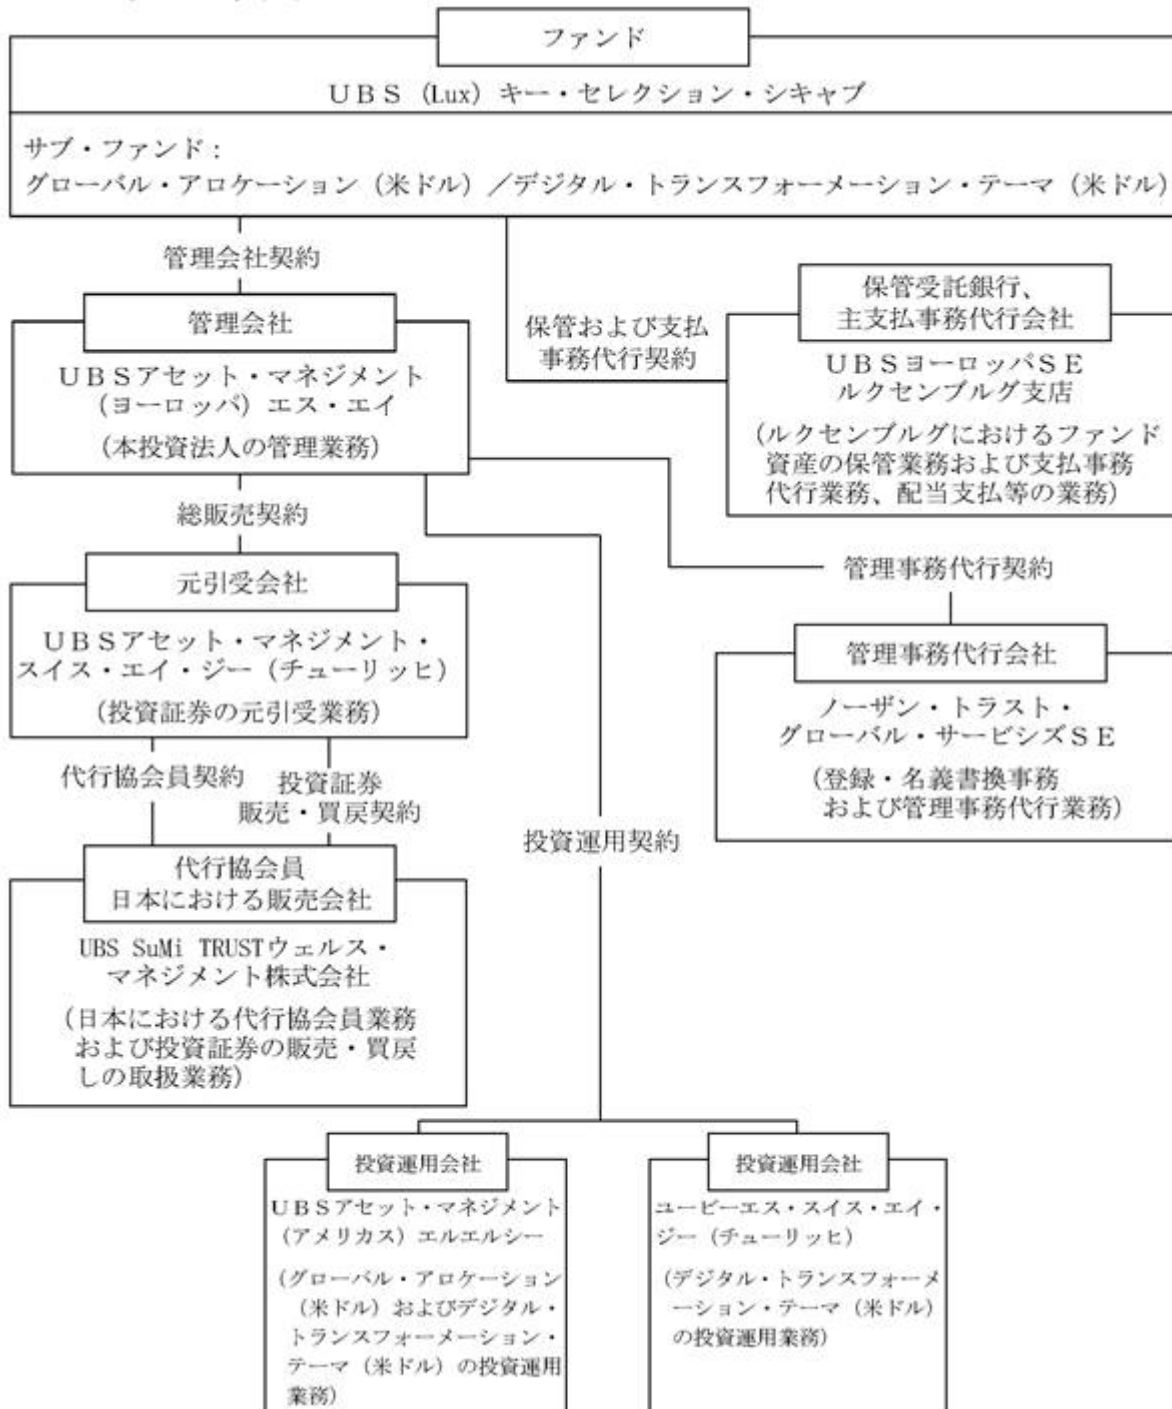 ファンド
ＵＢＳ（Lux）キー・セレクション・シキャブ
サブ・ファンド：
グローバル・アロケーション（米ドル）／デジタル・トランスフォーメーション・テーマ（米ドル）
管理会社契約
管理会社
ＵＢＳアセット・マネジメント
（ヨーロッパ）エス・エイ
（本投資法人の管理業務）
保管および支払
事務代行契約
保管受託銀行、
主支払事務代行会社
ＵＢＳヨーロッパＳＥ
ルクセンブルグ支店
（ルクセンブルグにおけるファンド
資産の保管業務および支払事務
代行業務、配当支払等の業務）
総販売契約
元引受会社
ＵＢＳアセット・マネジメント・
スイス・エイ・ジー（チューリッヒ）
（投資証券の元引受業務）
管理事務代行契約
管理事務代行会社
ノーザン・トラスト・
グローバル・サービシズＳＥ
（登録・名義書換事務
および管理事務代行業務）
代行協会員契約
投資証券
販売・買戻契約
代行協会員
日本における販売会社
UBS SuMi TRUSTウェルス・
マネジメント株式会社
（日本における代行協会員業務
および投資証券の販売・買戻
しの取扱業務）
投資運用契約
投資運用会社
ＵＢＳアセット・マネジメント
（アメリカス）エルエルシー
（グローバル・アロケーション
（米ドル）およびデジタル・
トランスフォーメーション・
テーマ（米ドル）の投資運用
業務）
投資運用会社
ユービーエス・スイス・エイ・
ジー（チューリッヒ）
（デジタル・トランスフォーメ
ーション・テーマ（米ドル）
の投資運用業務）